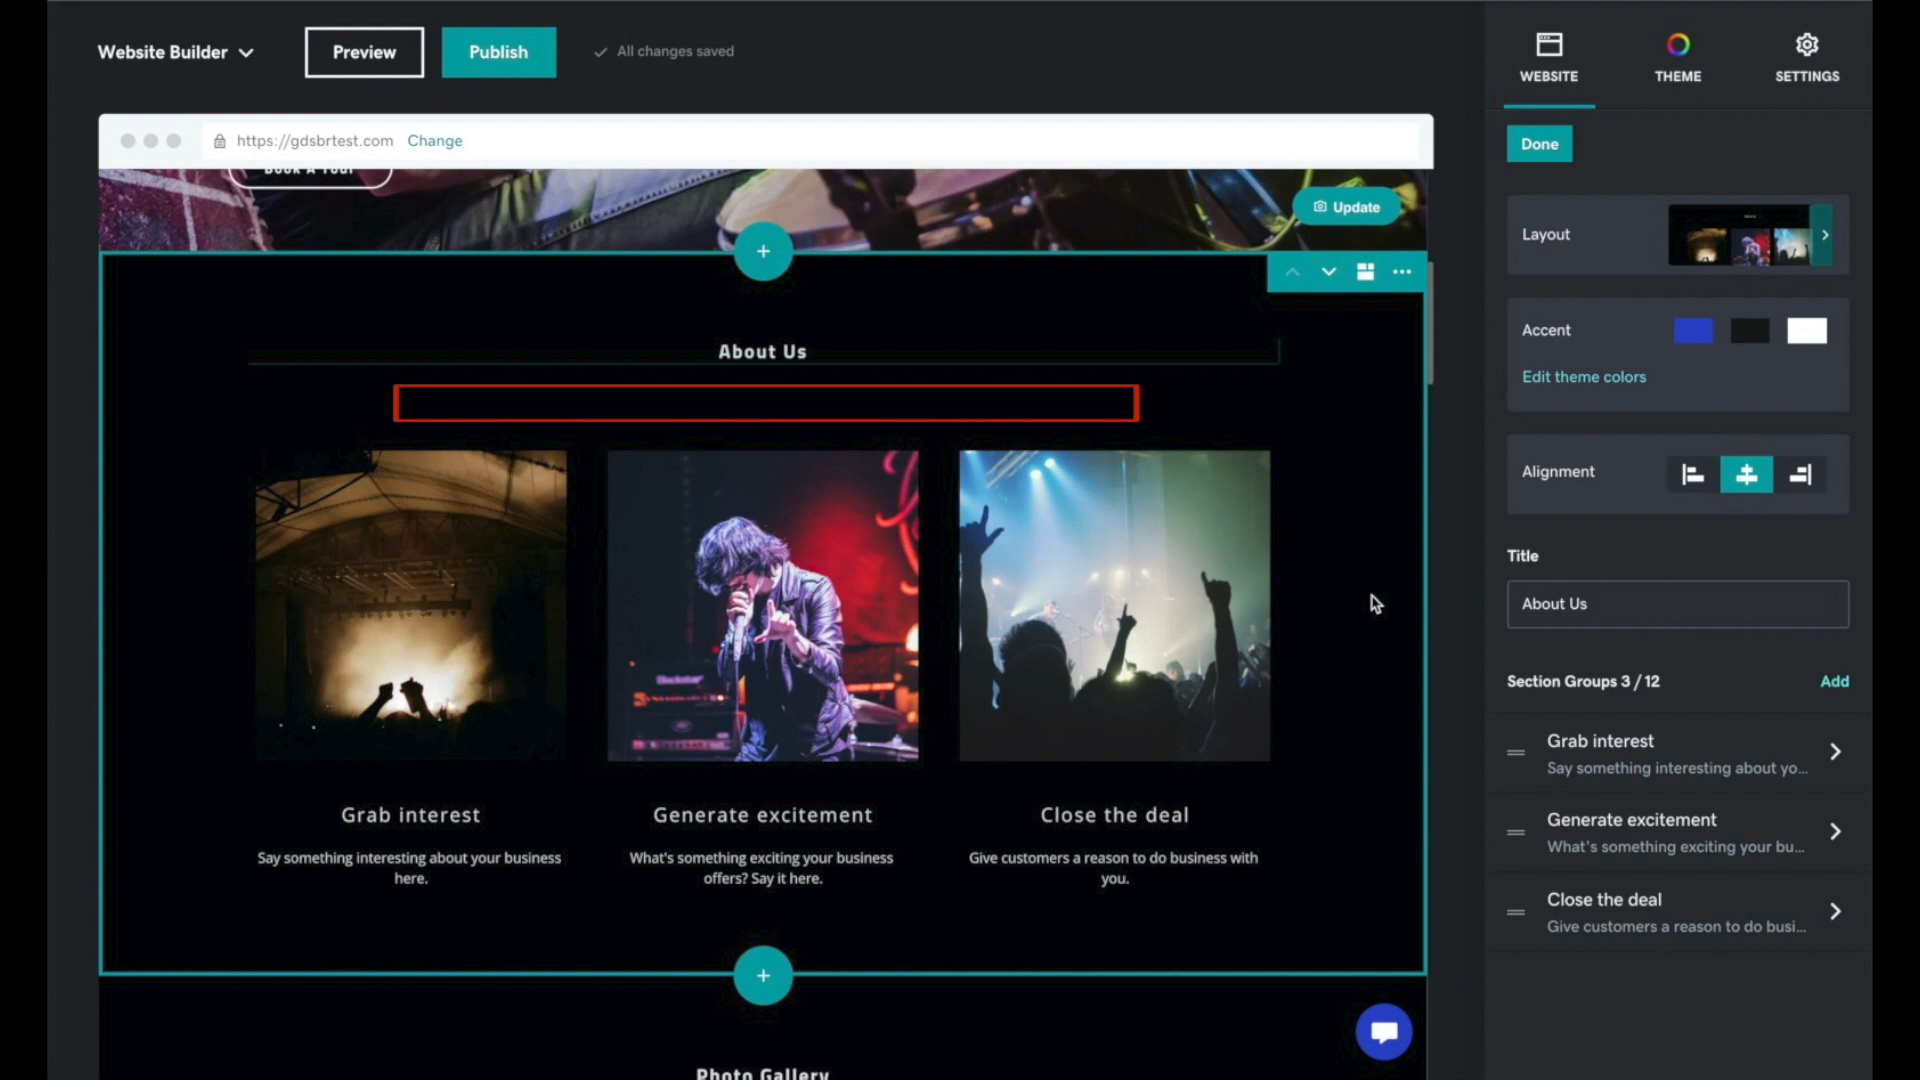 Website Builder
Preview
Publish
All changes saved
WEBSITE
THEME
SETTINGS
https://gdsbrtest.com
Change
Done
Book A Tour
Update
Layout
Accent
Edit theme colors
About Us
Alignment
Title
About Us
Section Groups 3 / 12
Add
Grab interest
Say something interesting about yo...
Generate excitement
What's something exciting your bu...
Close the deal
Give customers a reason to do busi...
Grab interest
Say something interesting about your business
here.
Generate excitement
What's something exciting your business
offers? Say it here.
Close the deal
Give customers a reason to do business with
you.
Photo Gallery